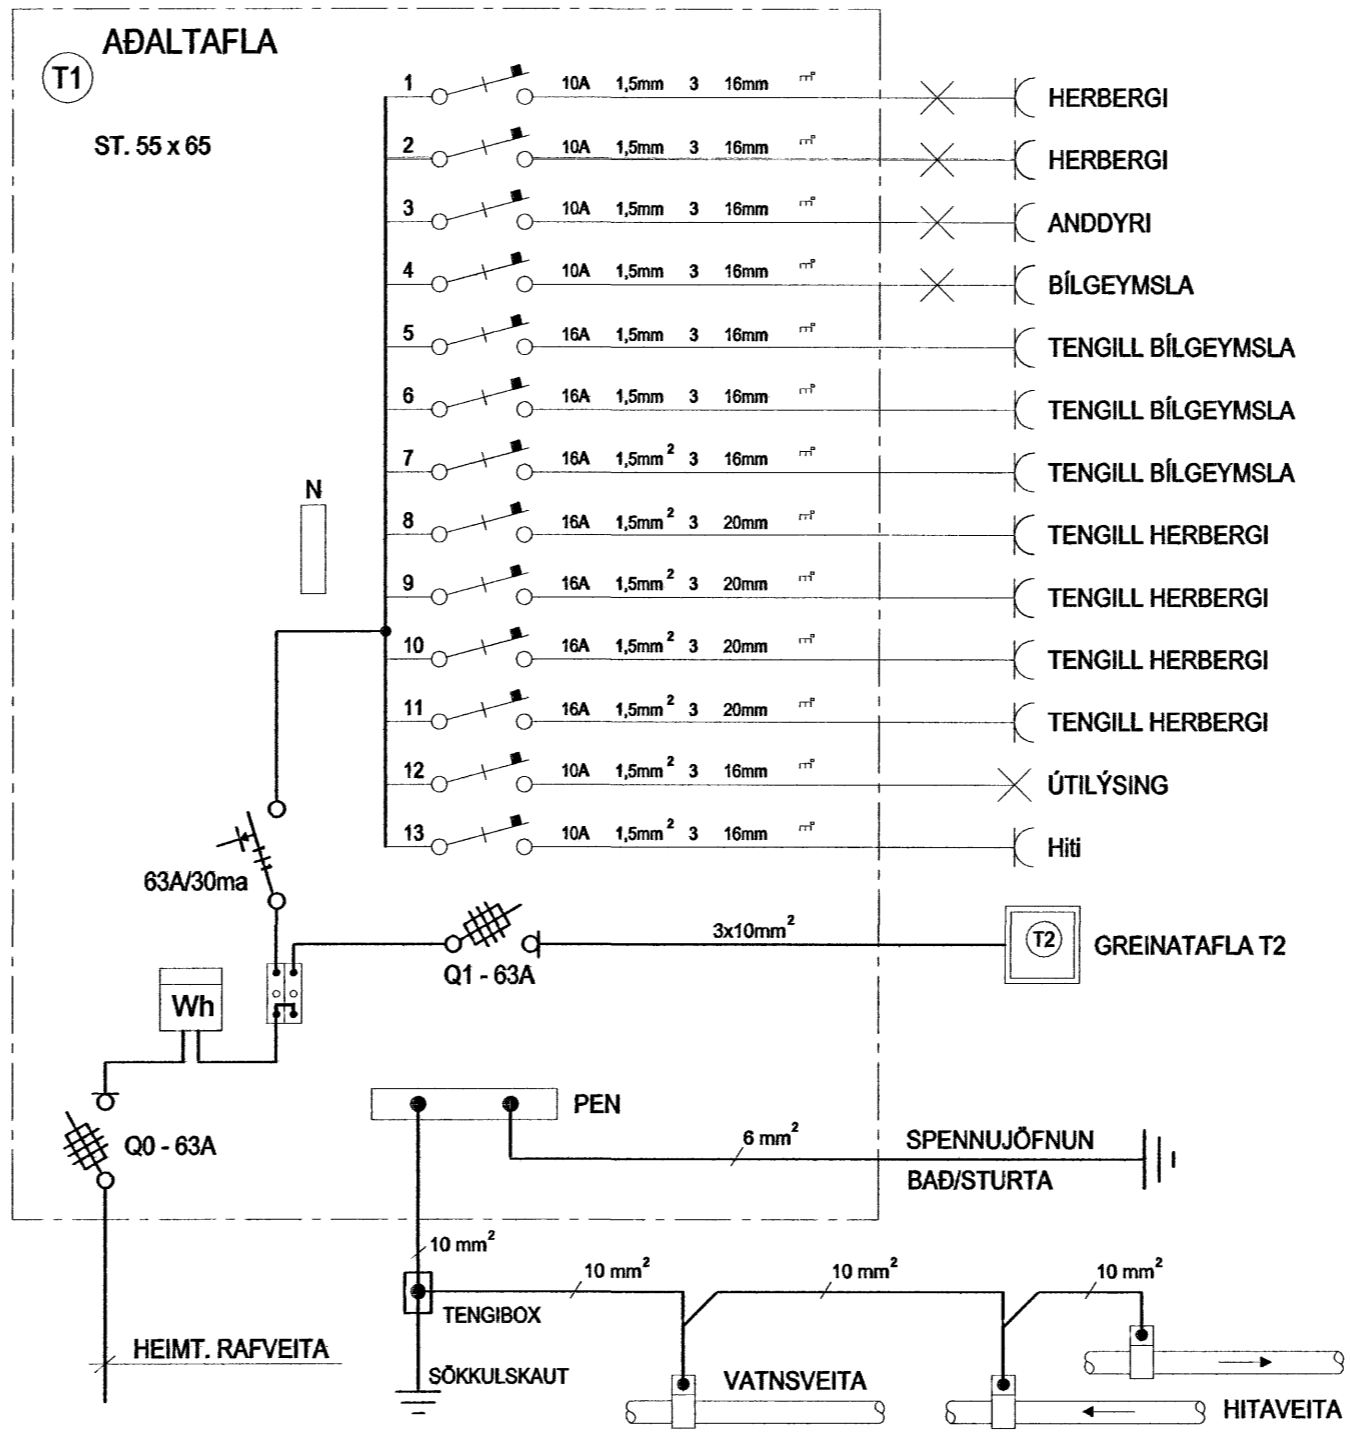 AÐALTAFLA
T1
ST. 55 x 65
1 10A 1,5mm 3 16mm HERBERGI
2 10A 1,5mm 3 16mm HERBERGI
3 10A 1,5mm 3 16mm ANDDYRI
4 10A 1,5mm 3 16mm BÍLGEYMSLA
5 16A 1,5mm 3 16mm TENGILL BÍLGEYMSLA
6 16A 1,5mm 3 16mm TENGILL BÍLGEYMSLA
7 16A 1,5mm² 3 16mm TENGILL BÍLGEYMSLA
8 16A 1,5mm² 3 20mm TENGILL HERBERGI
9 16A 1,5mm² 3 20mm TENGILL HERBERGI
10 16A 1,5mm² 3 20mm TENGILL HERBERGI
11 16A 1,5mm² 3 20mm TENGILL HERBERGI
12 10A 1,5mm² 3 16mm ÚTILÝSING
13 10A 1,5mm² 3 16mm Hiti
N
63A/30ma
3x10mm²
T2
GREINATAFLA T2
Q1 - 63A
Wh
PEN
Q0 - 63A
6 mm²
SPENNUJÖFNUN
BAÐ/STURTA
10 mm²
10 mm²
10 mm²
10 mm²
TENGIBOX
HEIMT. RAFVEITA
SÖKKULSKAUT
VATNSVEITA
HITAVEITA